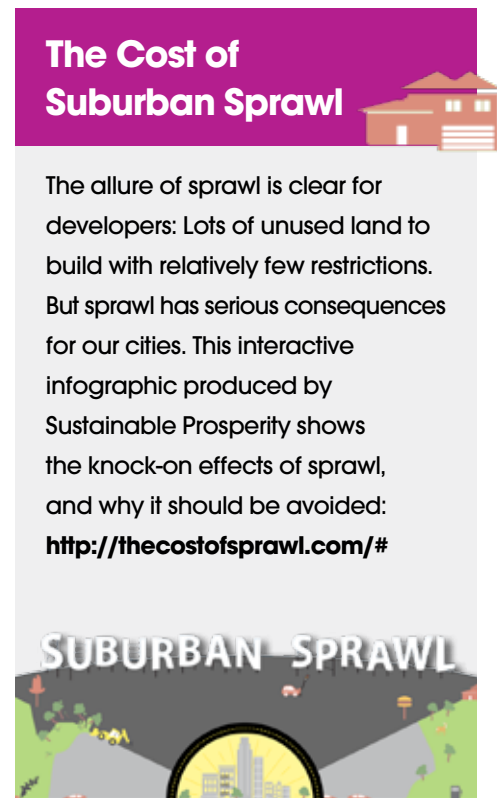 The Cost of
Suburban Sprawl
The allure of sprawl is clear for
developers: Lots of unused land to
build with relatively few restrictions.
But sprawl has serious consequences
for our cities. This interactive
infographic produced by
Sustainable Prosperity shows
the knock-on effects of sprawl,
and why it should be avoided:
http://thecostofsprawl.com/#
SUBURBAN SPRAWL